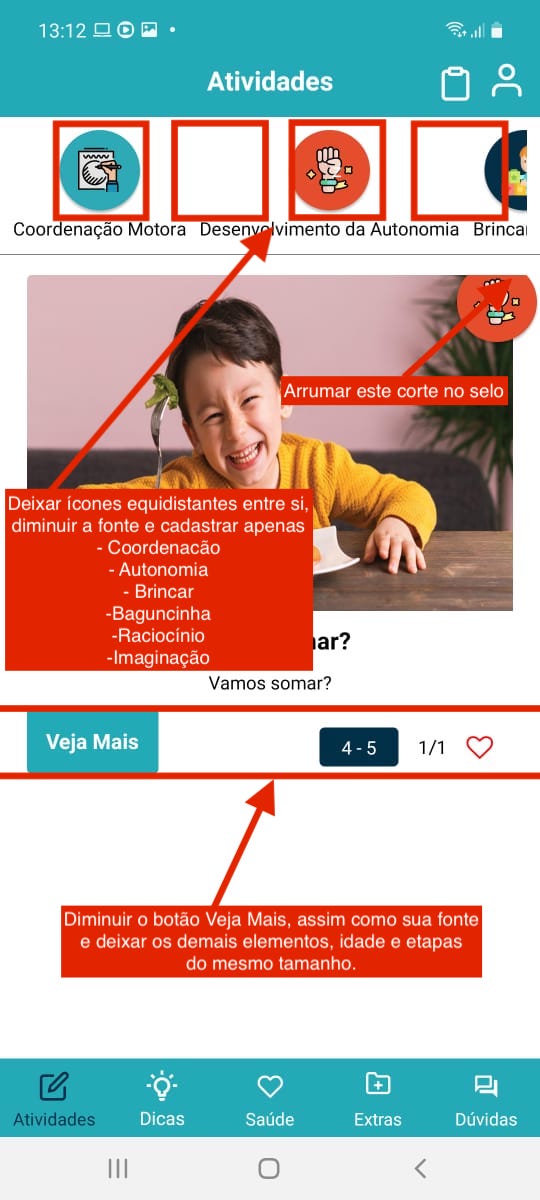 13:12
Atividades
Coordenação Motora Desenvolvimento da Autonomia Brincar
Arrumar este corte no selo
Deixar ícones equidistantes entre si,
diminuir a fonte e cadastrar apenas
- Coordenacão
- Autonomia
- Brincar
-Baguncinha
-Raciocínio
-Imaginação
mar?
Vamos somar?
Veja Mais
4 - 5
1/1
Diminuir o botão Veja Mais, assim como sua fonte
e deixar os demais elementos, idade e etapas
do mesmo tamanho.
Atividades Dicas Saúde Extras Dúvidas